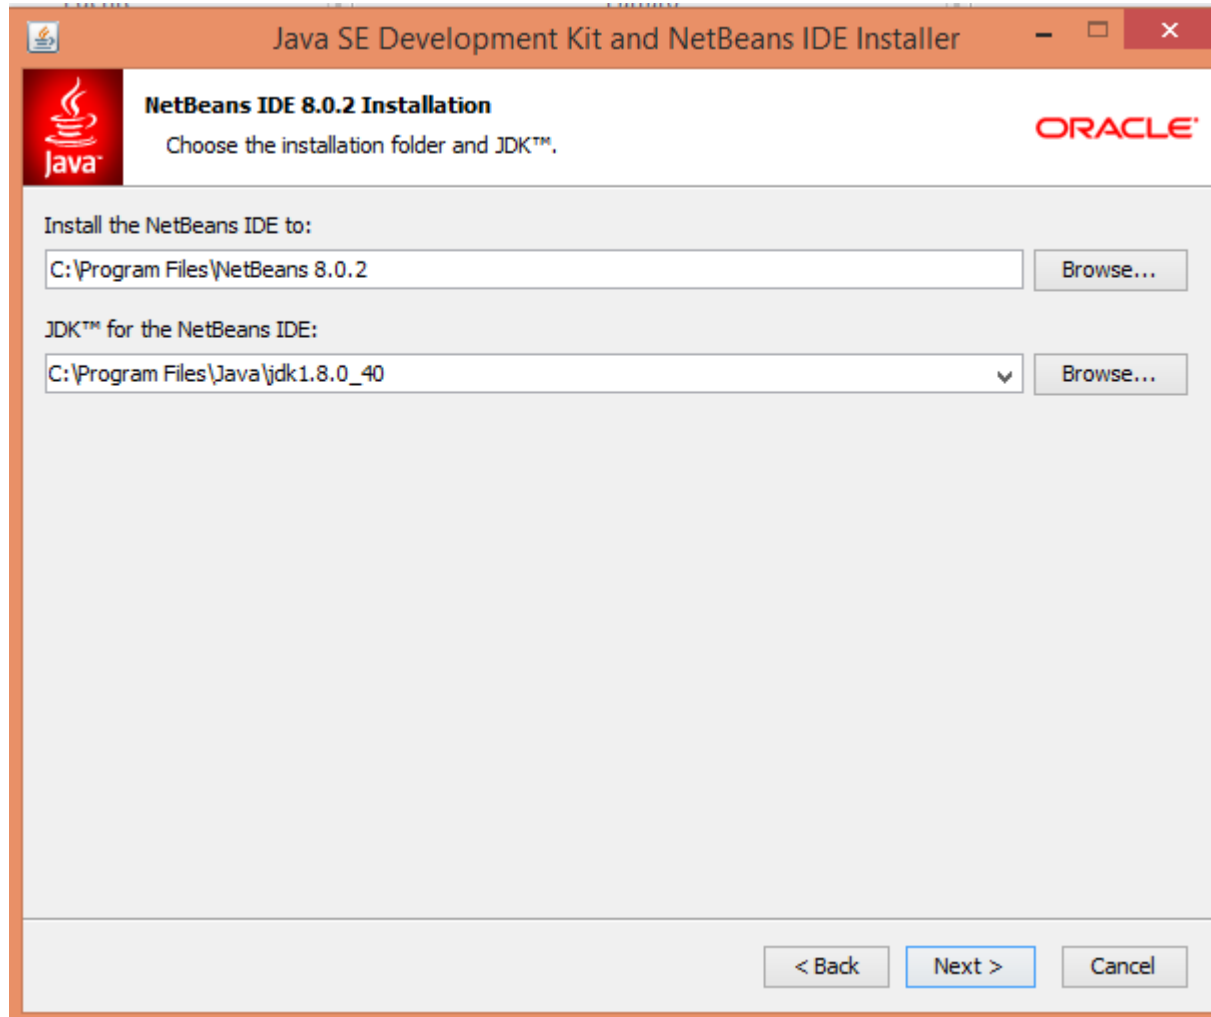 Java SE Development Kit and NetBeans IDE Installer
NetBeans IDE 8.0.2 Installation
Choose the installation folder and JDK™.
Java™
ORACLE®
Install the NetBeans IDE to:
C:\Program Files\NetBeans 8.0.2
Browse...
JDK™ for the NetBeans IDE:
C:\Program Files\Java\jdk1.8.0_40
Browse...
< Back
Next >
Cancel